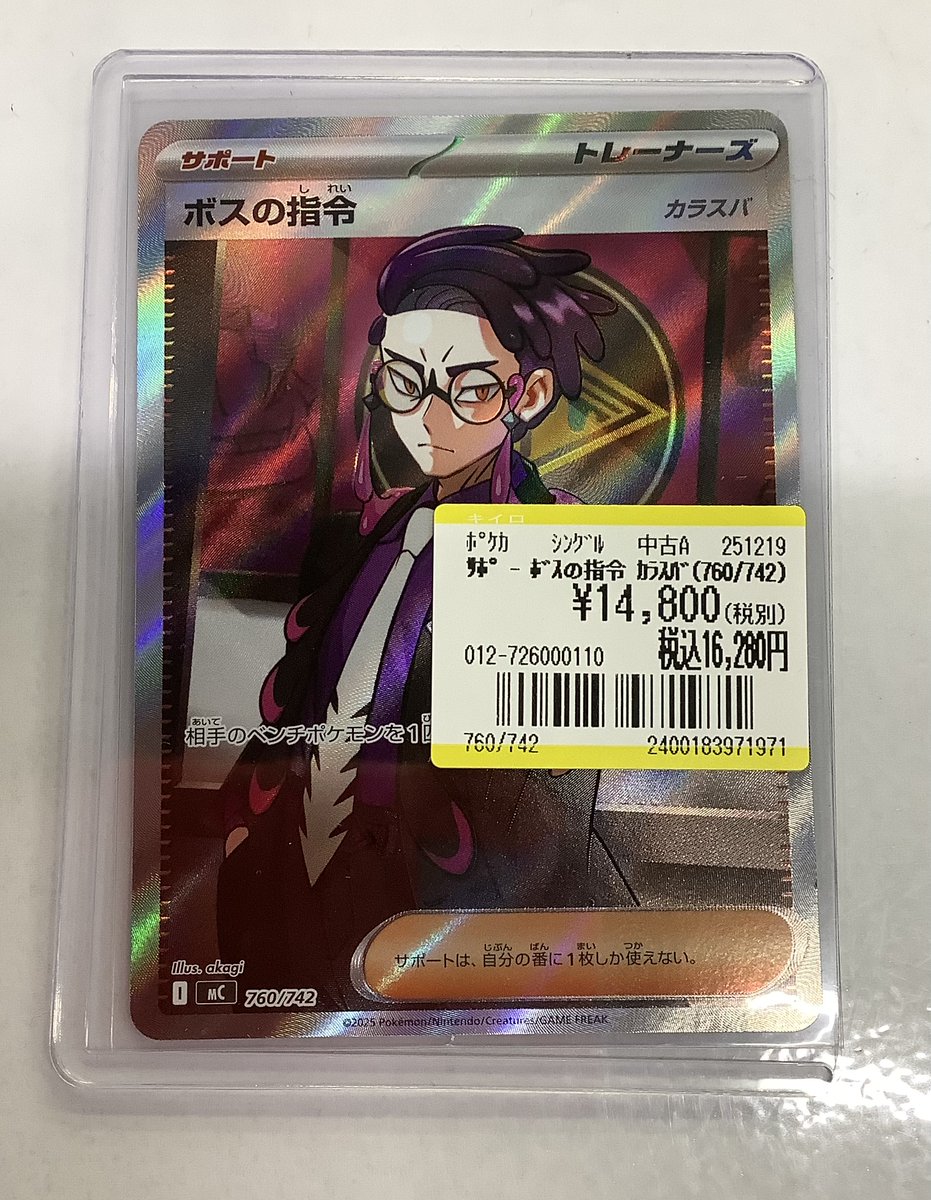 サポート
トレーナーズ
しれい
ボスの指令
カラスバ
キイロ
ﾎﾟｹｶ ｼﾝｸﾞﾙ 中古A 251219
ｻﾎﾟ - ﾎﾞｽの指令 ｶﾗｽﾊﾞ(760/742)
¥14,800(税別)
税込16,280円
012-726000110
760/742 2400183971971
あいて
相手のベンチポケモンを1
じぶん ばん まい つか
サポートは、自分の番に1枚しか使えない。
Illus. akagi
I MC 760/742
©2025 Pokémon/Nintendo/Creatures/GAME FREAK